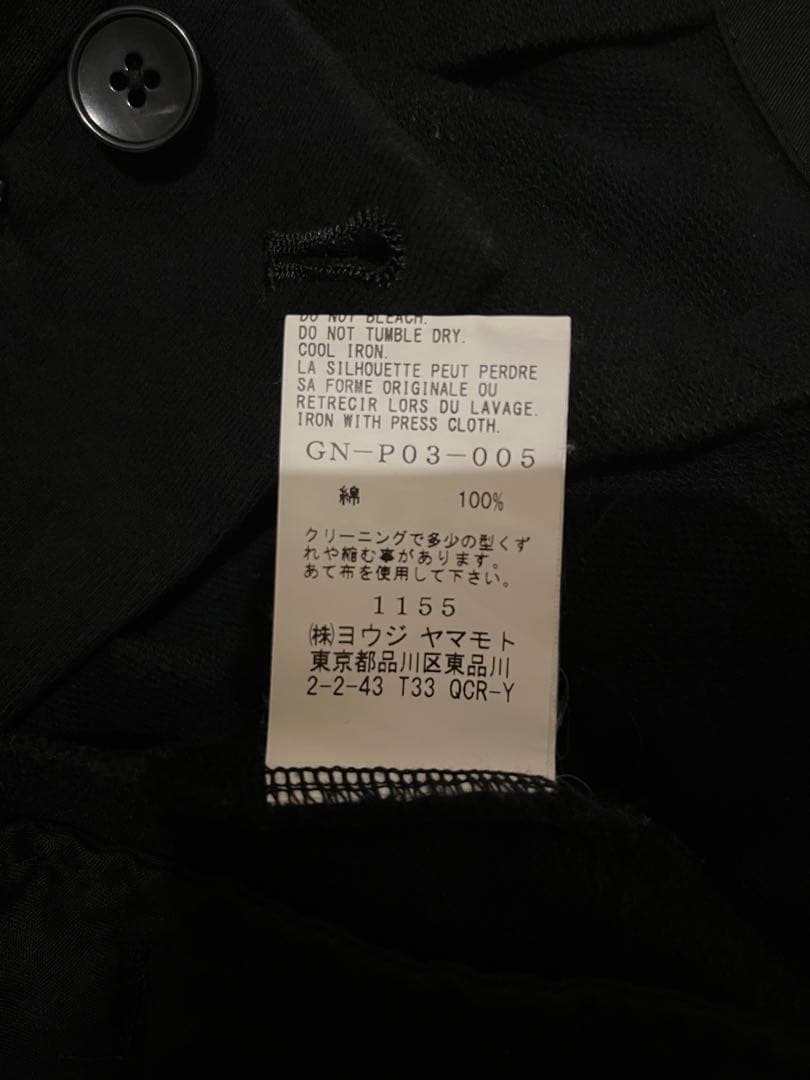 DO NOT BLEACH.
DO NOT TUMBLE DRY.
COOL IRON.
LA SILHOUETTE PEUT PERDRE
SA FORME ORIGINALE OU
RETRECIR LORS DU LAVAGE.
IRON WITH PRESS CLOTH.
GN-P03-005
綿 100%
クリーニングで多少の型くず
れや縮む事があります。
あて布を使用して下さい。
1155
㈱ヨウジ ヤマモト
東京都品川区東品川
2-2-43 T33 QCR-Y